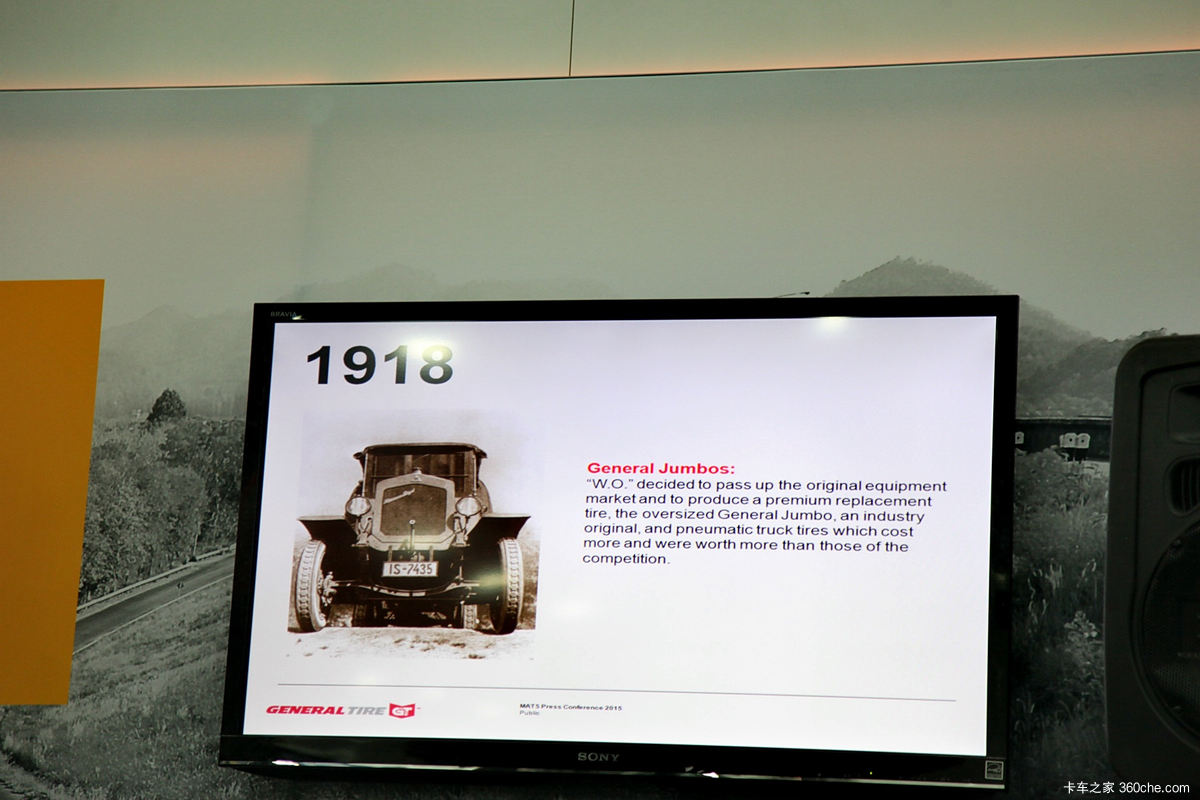 BRAVIA
1918
General Jumbos:
“W.O.” decided to pass up the original equipment
market and to produce a premium replacement
tire, the oversized General Jumbo, an industry
original, and pneumatic truck tires which cost
more and were worth more than those of the
competition.
IS-7435
GENERAL TIRE GT
MATS Press Conference 2015
Public
SONY
卡车之家 360che.com